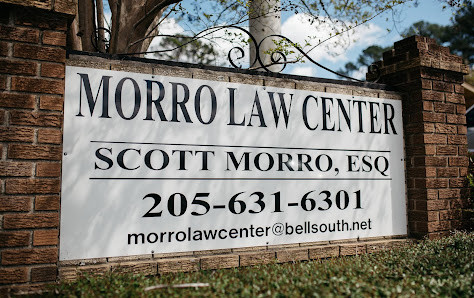 MORRO LAW CENTER
SCOTT MORRO, ESQ
205-631-6301
morrolawcenter@bellsouth.net